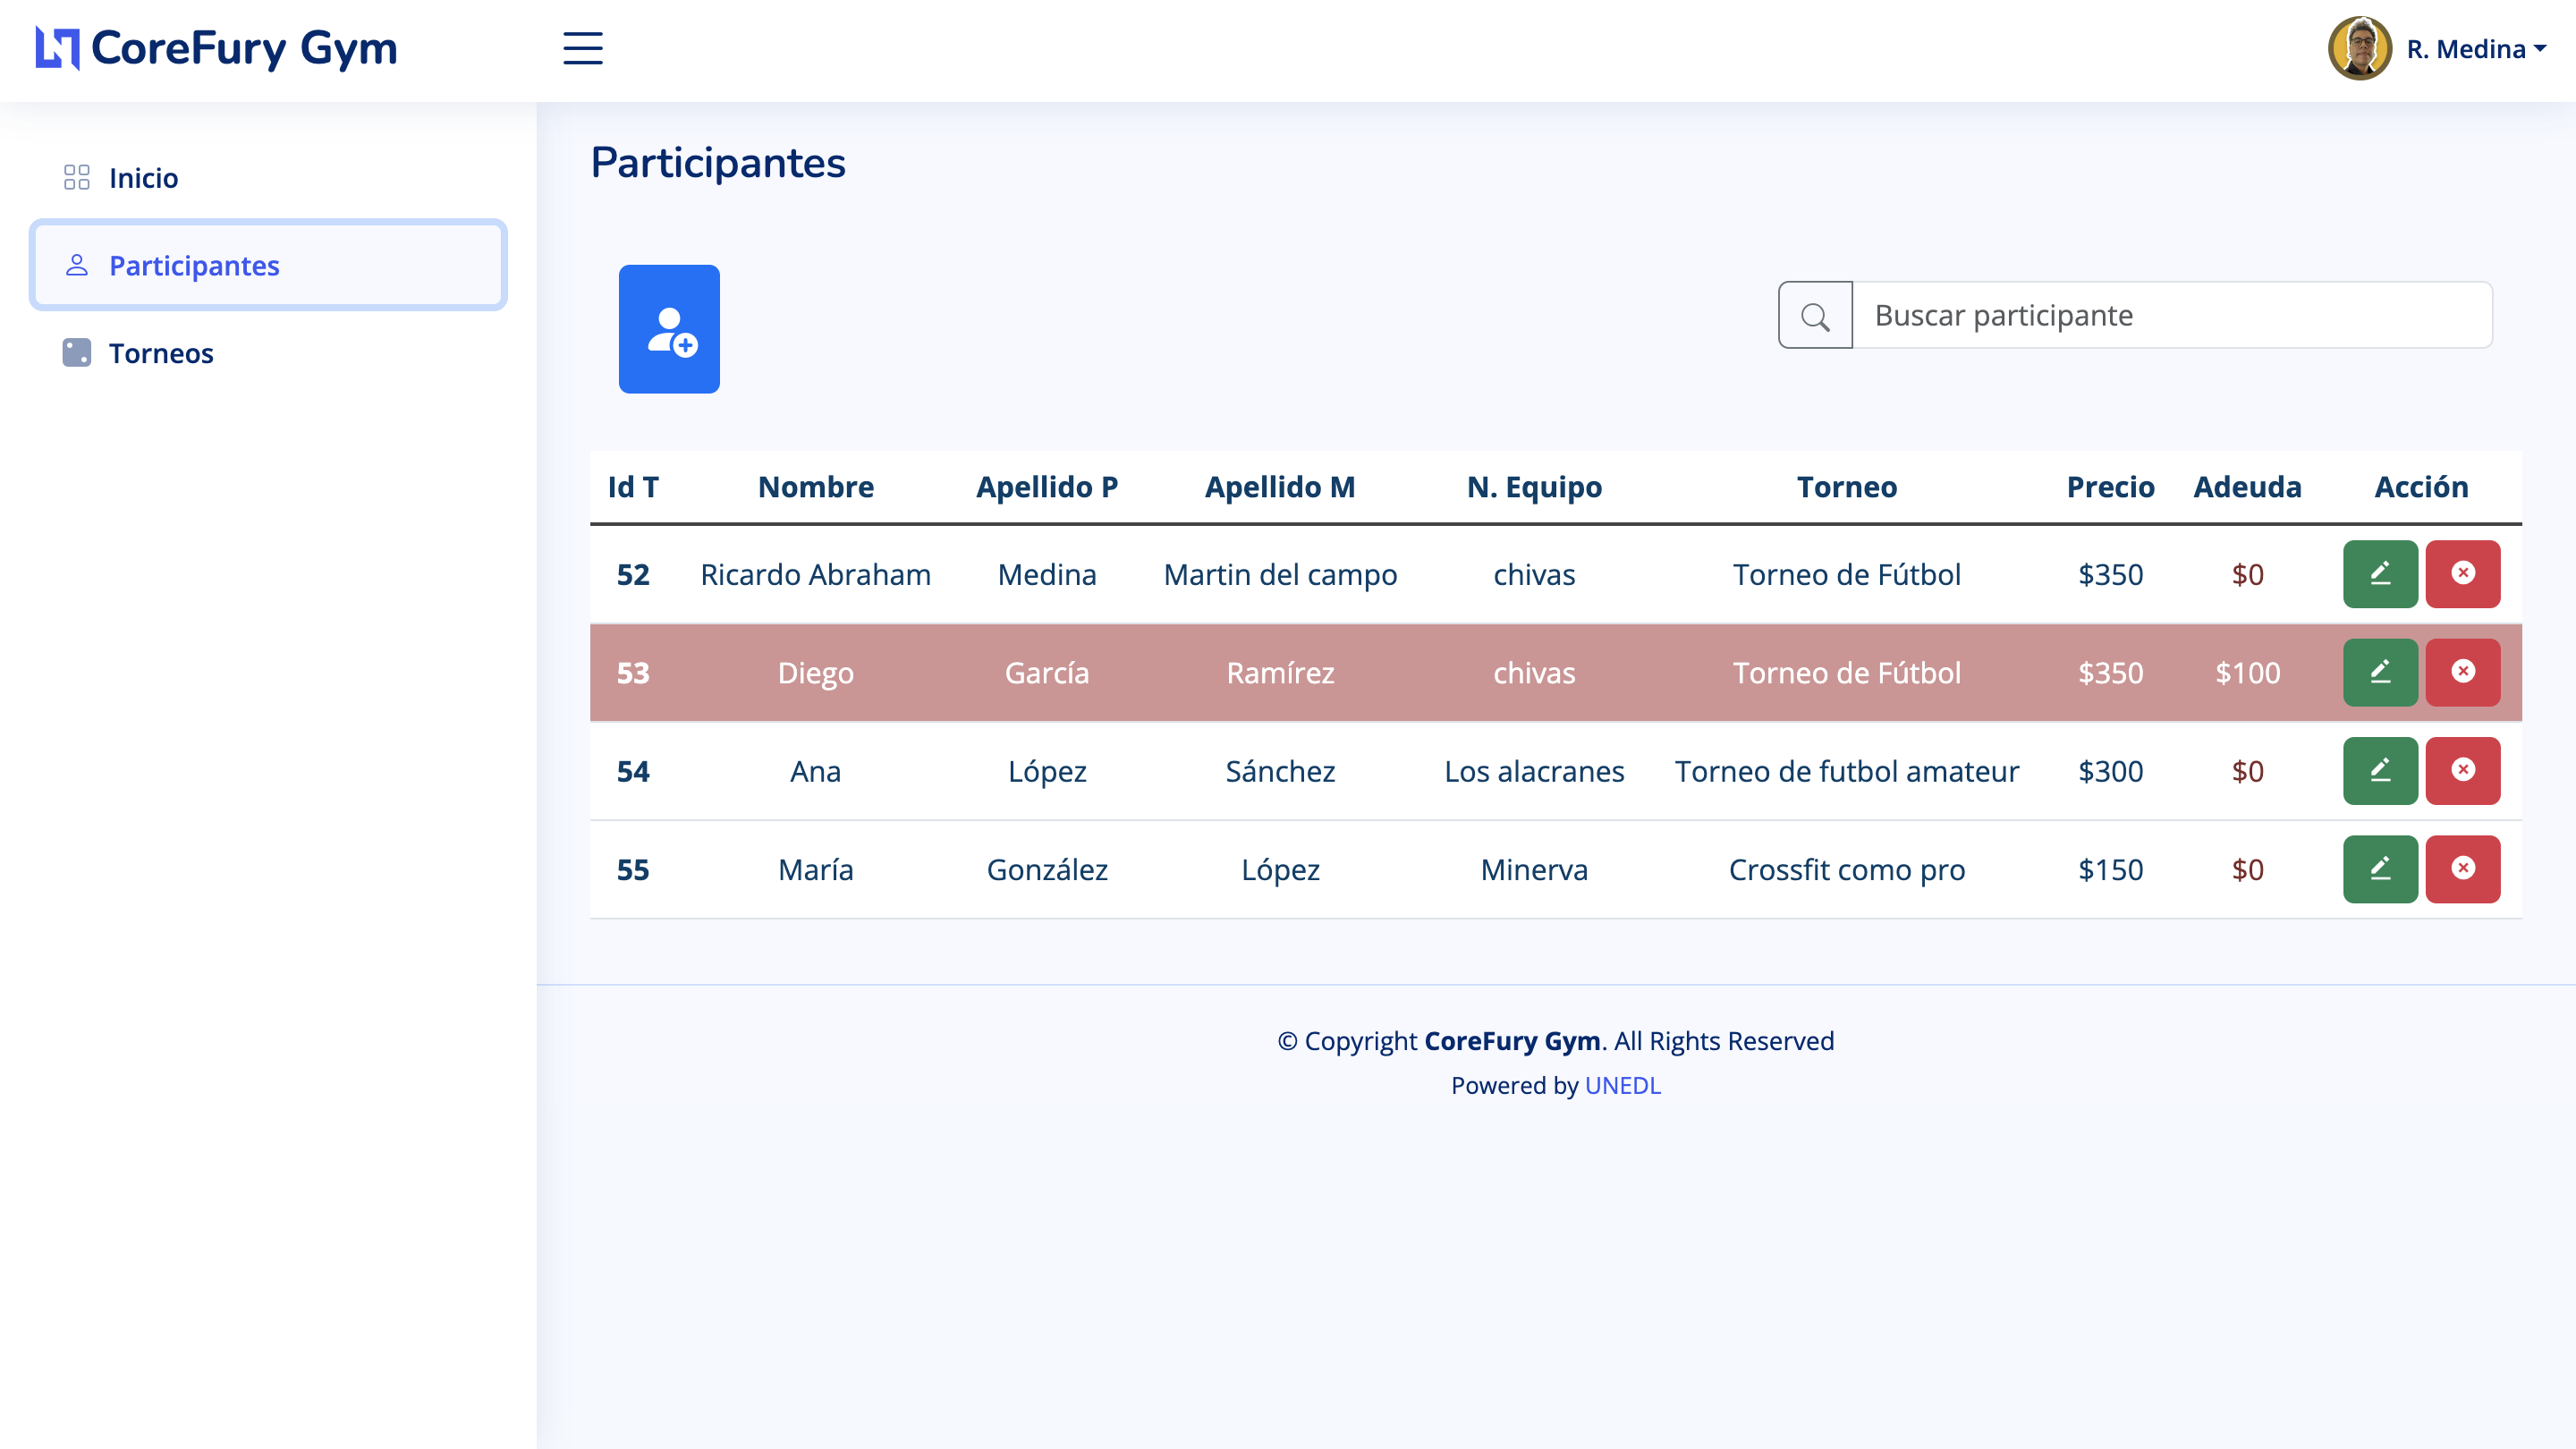 CoreFury Gym
R. Medina
Inicio
Participantes
Torneos
Participantes
Buscar participante
Id T Nombre Apellido P Apellido M N. Equipo Torneo Precio Adeuda Acción
52 Ricardo Abraham Medina Martin del campo chivas Torneo de Fútbol $350 $0
53 Diego García Ramírez chivas Torneo de Fútbol $350 $100
54 Ana López Sánchez Los alacranes Torneo de futbol amateur $300 $0
55 María González López Minerva Crossfit como pro $150 $0
© Copyright CoreFury Gym. All Rights Reserved
Powered by UNEDL